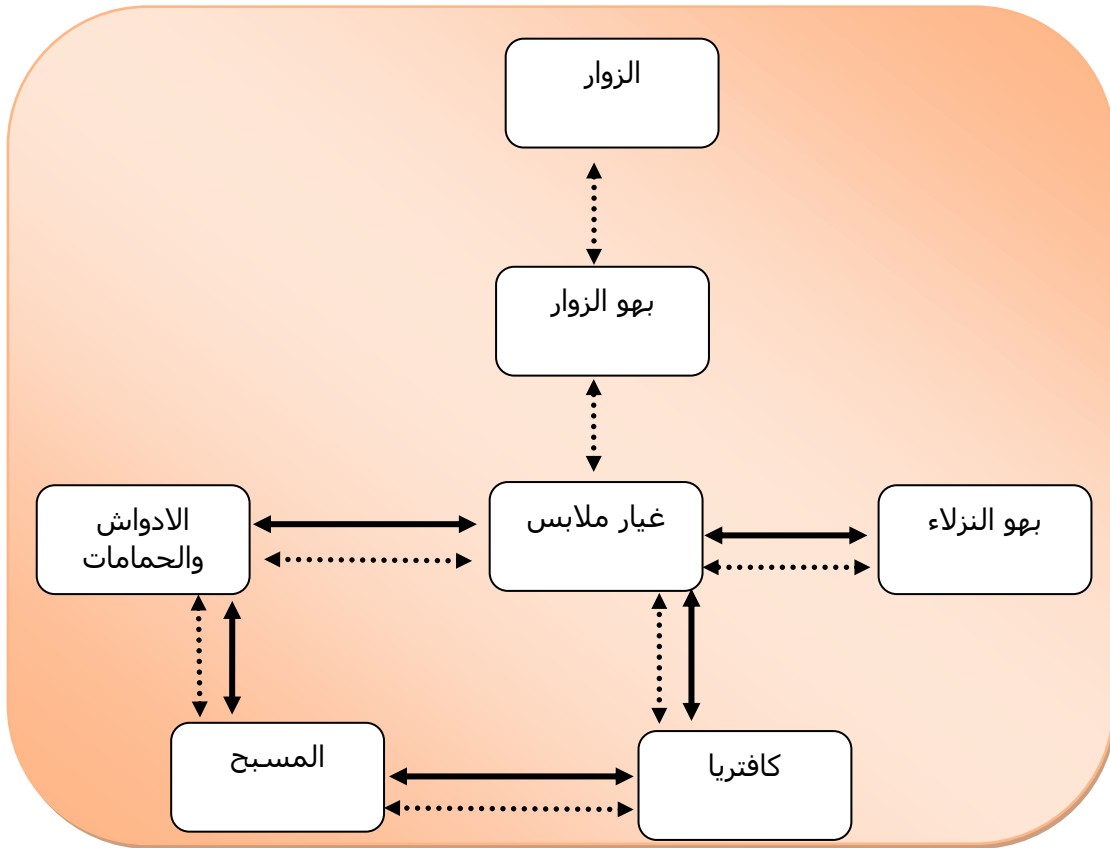 الزوار
بهو الزوار
غيار ملابس
بهو النزلاء
الادواش
والحمامات
المسبح
كافتريا